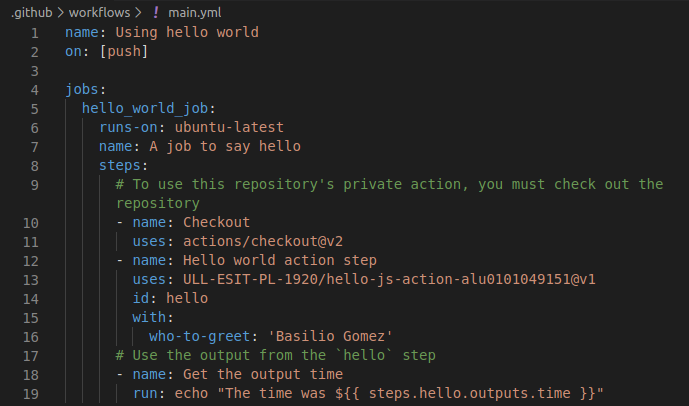 .github > workflows > ! main.yml
1 name: Using hello world
2 on: [push]
3
4 jobs:
5   hello_world_job:
6     runs-on: ubuntu-latest
7     name: A job to say hello
8     steps:
9       # To use this repository's private action, you must check out the
repository
10       - name: Checkout
11         uses: actions/checkout@v2
12       - name: Hello world action step
13         uses: ULL-ESIT-PL-1920/hello-js-action-alu0101049151@v1
14         id: hello
15         with:
16           who-to-greet: 'Basilio Gomez'
17       # Use the output from the `hello` step
18       - name: Get the output time
19         run: echo "The time was ${{ steps.hello.outputs.time }}"